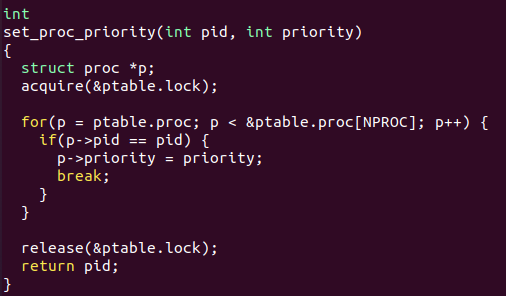 int
set_proc_priority(int pid, int priority)
{
  struct proc *p;
  acquire(&ptable.lock);

  for(p = ptable.proc; p < &ptable.proc[NPROC]; p++) {
    if(p->pid == pid) {
      p->priority = priority;
      break;
    }
  }

  release(&ptable.lock);
  return pid;
}